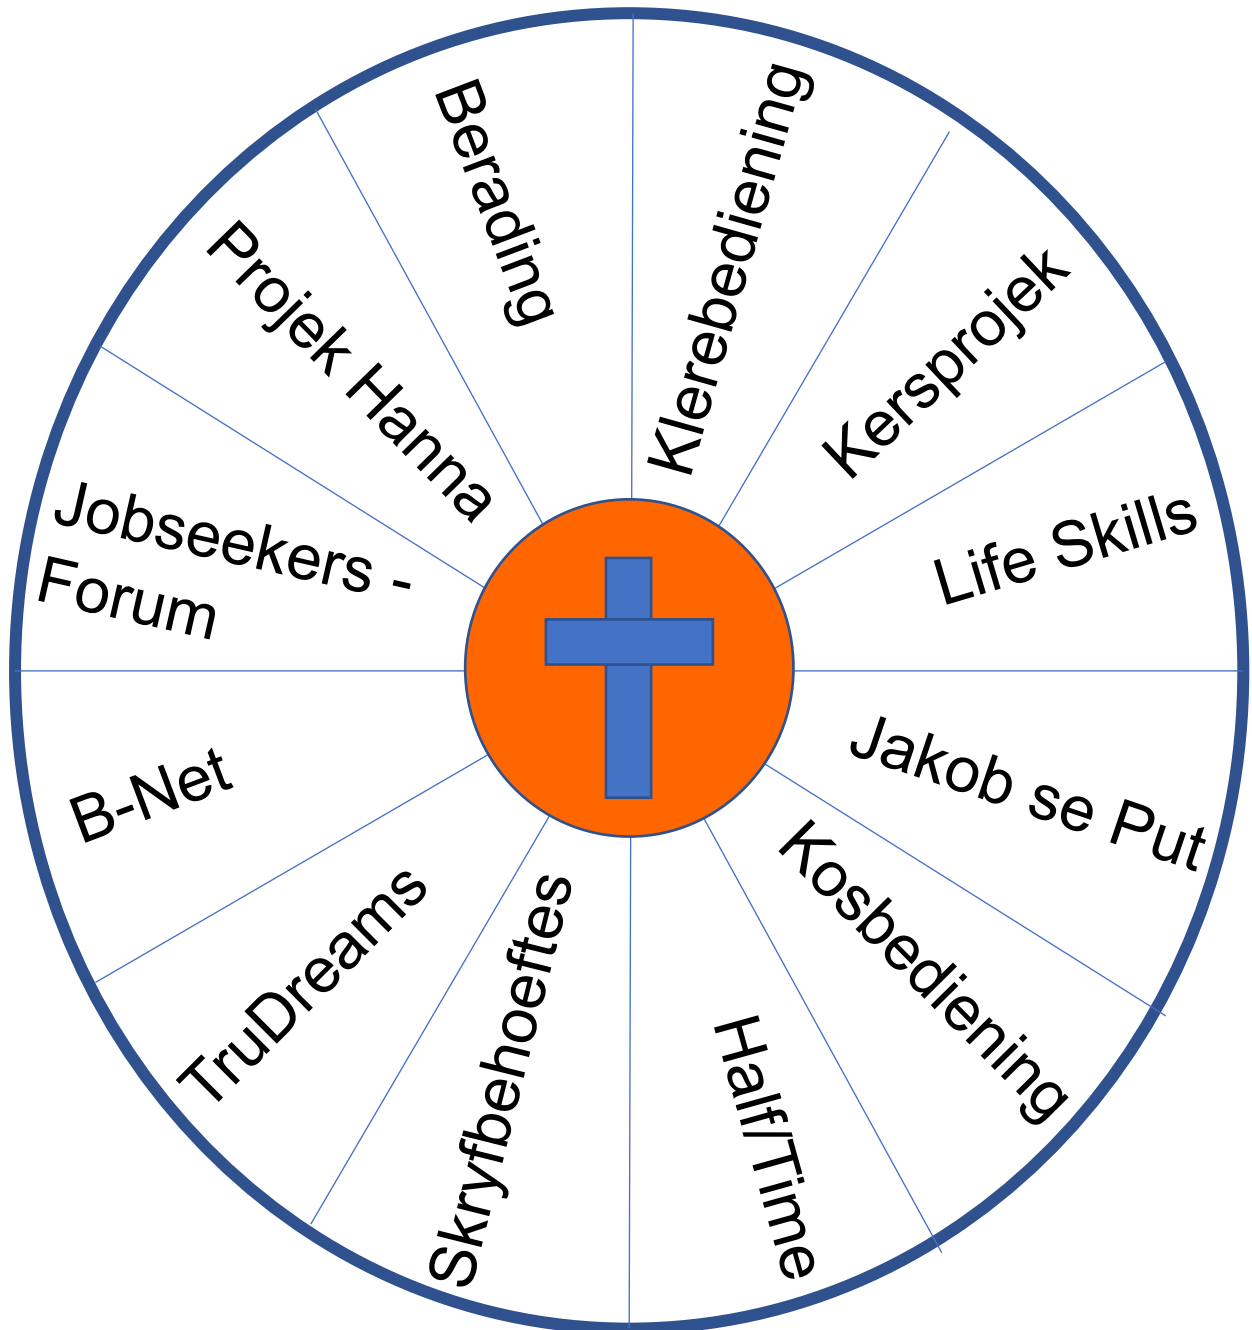 Klerebediening
Kersprojek
Life Skills
Jakob se Put
Kosbediening
Half/Time
Skryfbehoeftes
TruDreams
B-Net
Jobseekers -
Forum
Projek Hanna
Berading